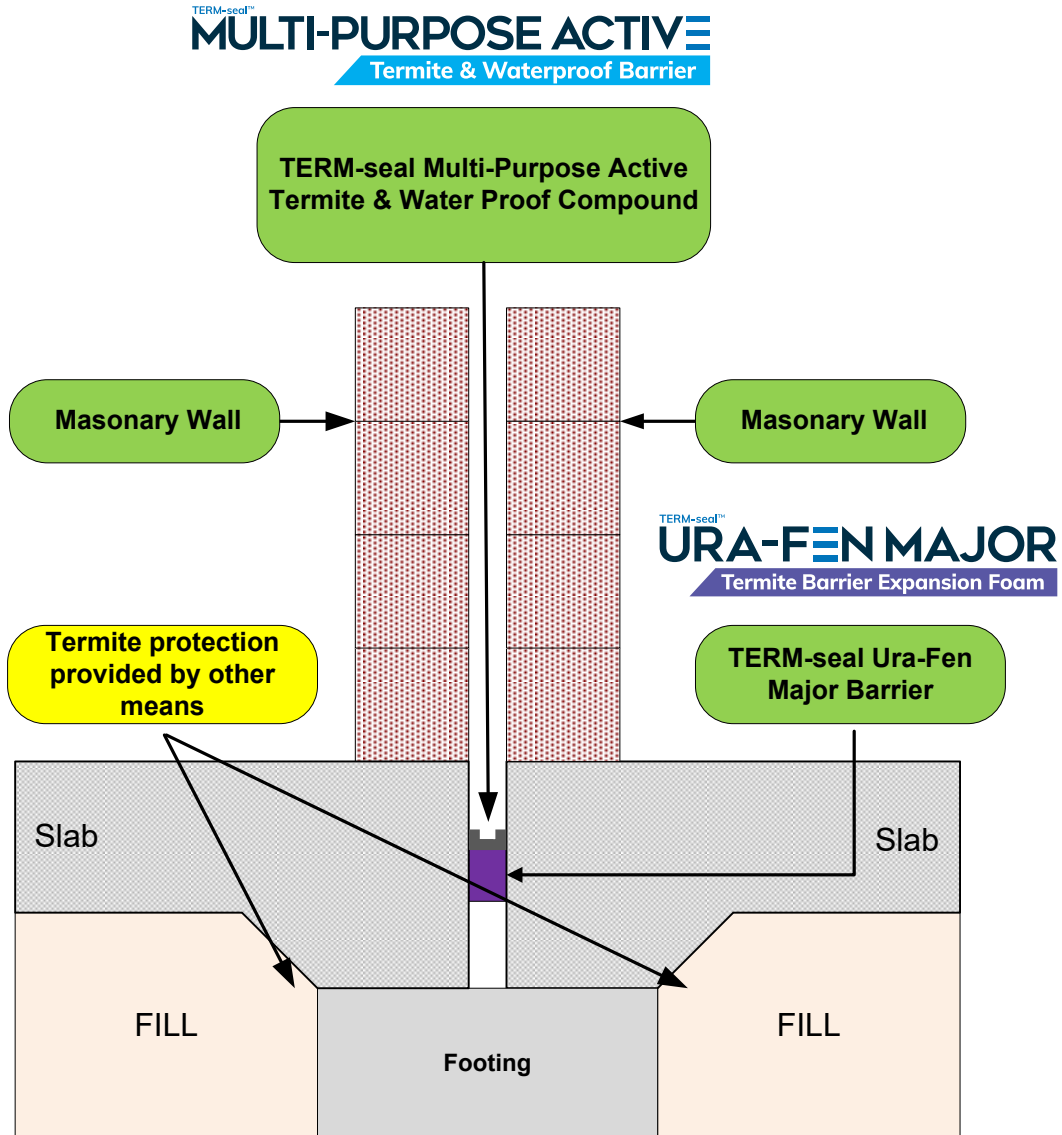 TERM-seal™
MULTI-PURPOSE ACTIVE
Termite & Waterproof Barrier
TERM-seal Multi-Purpose Active
Termite & Water Proof Compound
Masonary Wall
Masonary Wall
TERM-seal™
URA-FEN MAJOR
Termite Barrier Expansion Foam
Termite protection
provided by other
means
TERM-seal Ura-Fen
Major Barrier
Slab
Slab
FILL
FILL
Footing